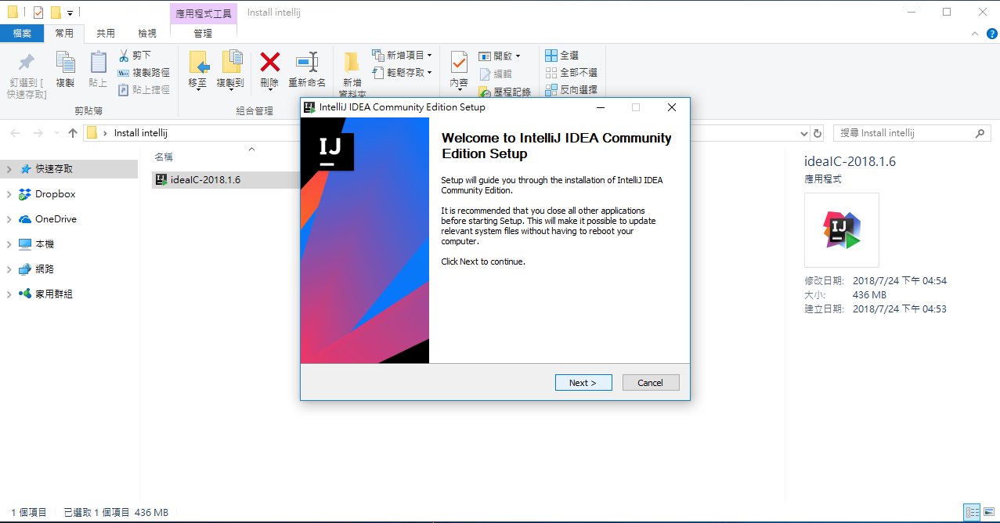 應用程式工具
Install intellij
檔案
常用
共用
檢視
管理
釘選到 [
快速存取]
複製
貼上
剪下
複製路徑
貼上捷徑
剪貼簿
移至
複製到
刪除
重新命名
組合管理
新增
資料夾
新增項目
輕鬆存取
內容
開啟
編輯
歷程記錄
全選
全部不選
反向選擇
Install intellij
搜尋 Install intellij
快速存取
Dropbox
OneDrive
本機
網路
家用群組
名稱
ideaIC-2018.1.6
IntelliJ IDEA Community Edition Setup
IJ
Welcome to IntelliJ IDEA Community
Edition Setup
Setup will guide you through the installation of IntelliJ IDEA
Community Edition.
It is recommended that you close all other applications
before starting Setup. This will make it possible to update
relevant system files without having to reboot your
computer.
Click Next to continue.
Next >
Cancel
ideaIC-2018.1.6
應用程式
IJ
修改日期: 2018/7/24 下午 04:54
大小: 436 MB
建立日期: 2018/7/24 下午 04:53
1 個項目
已選取 1 個項目 436 MB